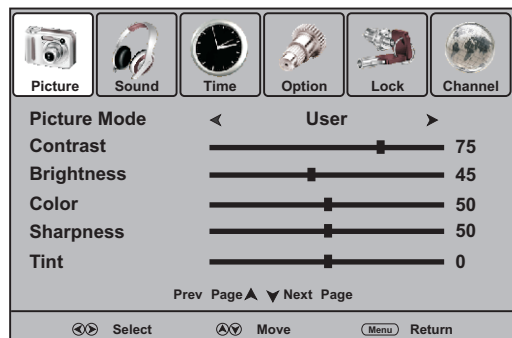 Picture Sound Time Option Lock Channel
Picture Mode User
Contrast 75
Brightness 45
Color 50
Sharpness 50
Tint 0
Prev Page Next Page
Select Move Menu Return